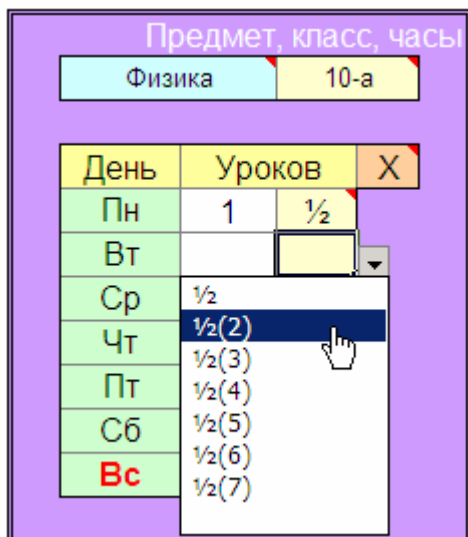 Предмет, класс, часы
Физика 10-а
День Уроков X
Пн 1 ½
Вт
Ср
Чт
Пт
Сб
Вс
½
½(2)
½(3)
½(4)
½(5)
½(6)
½(7)